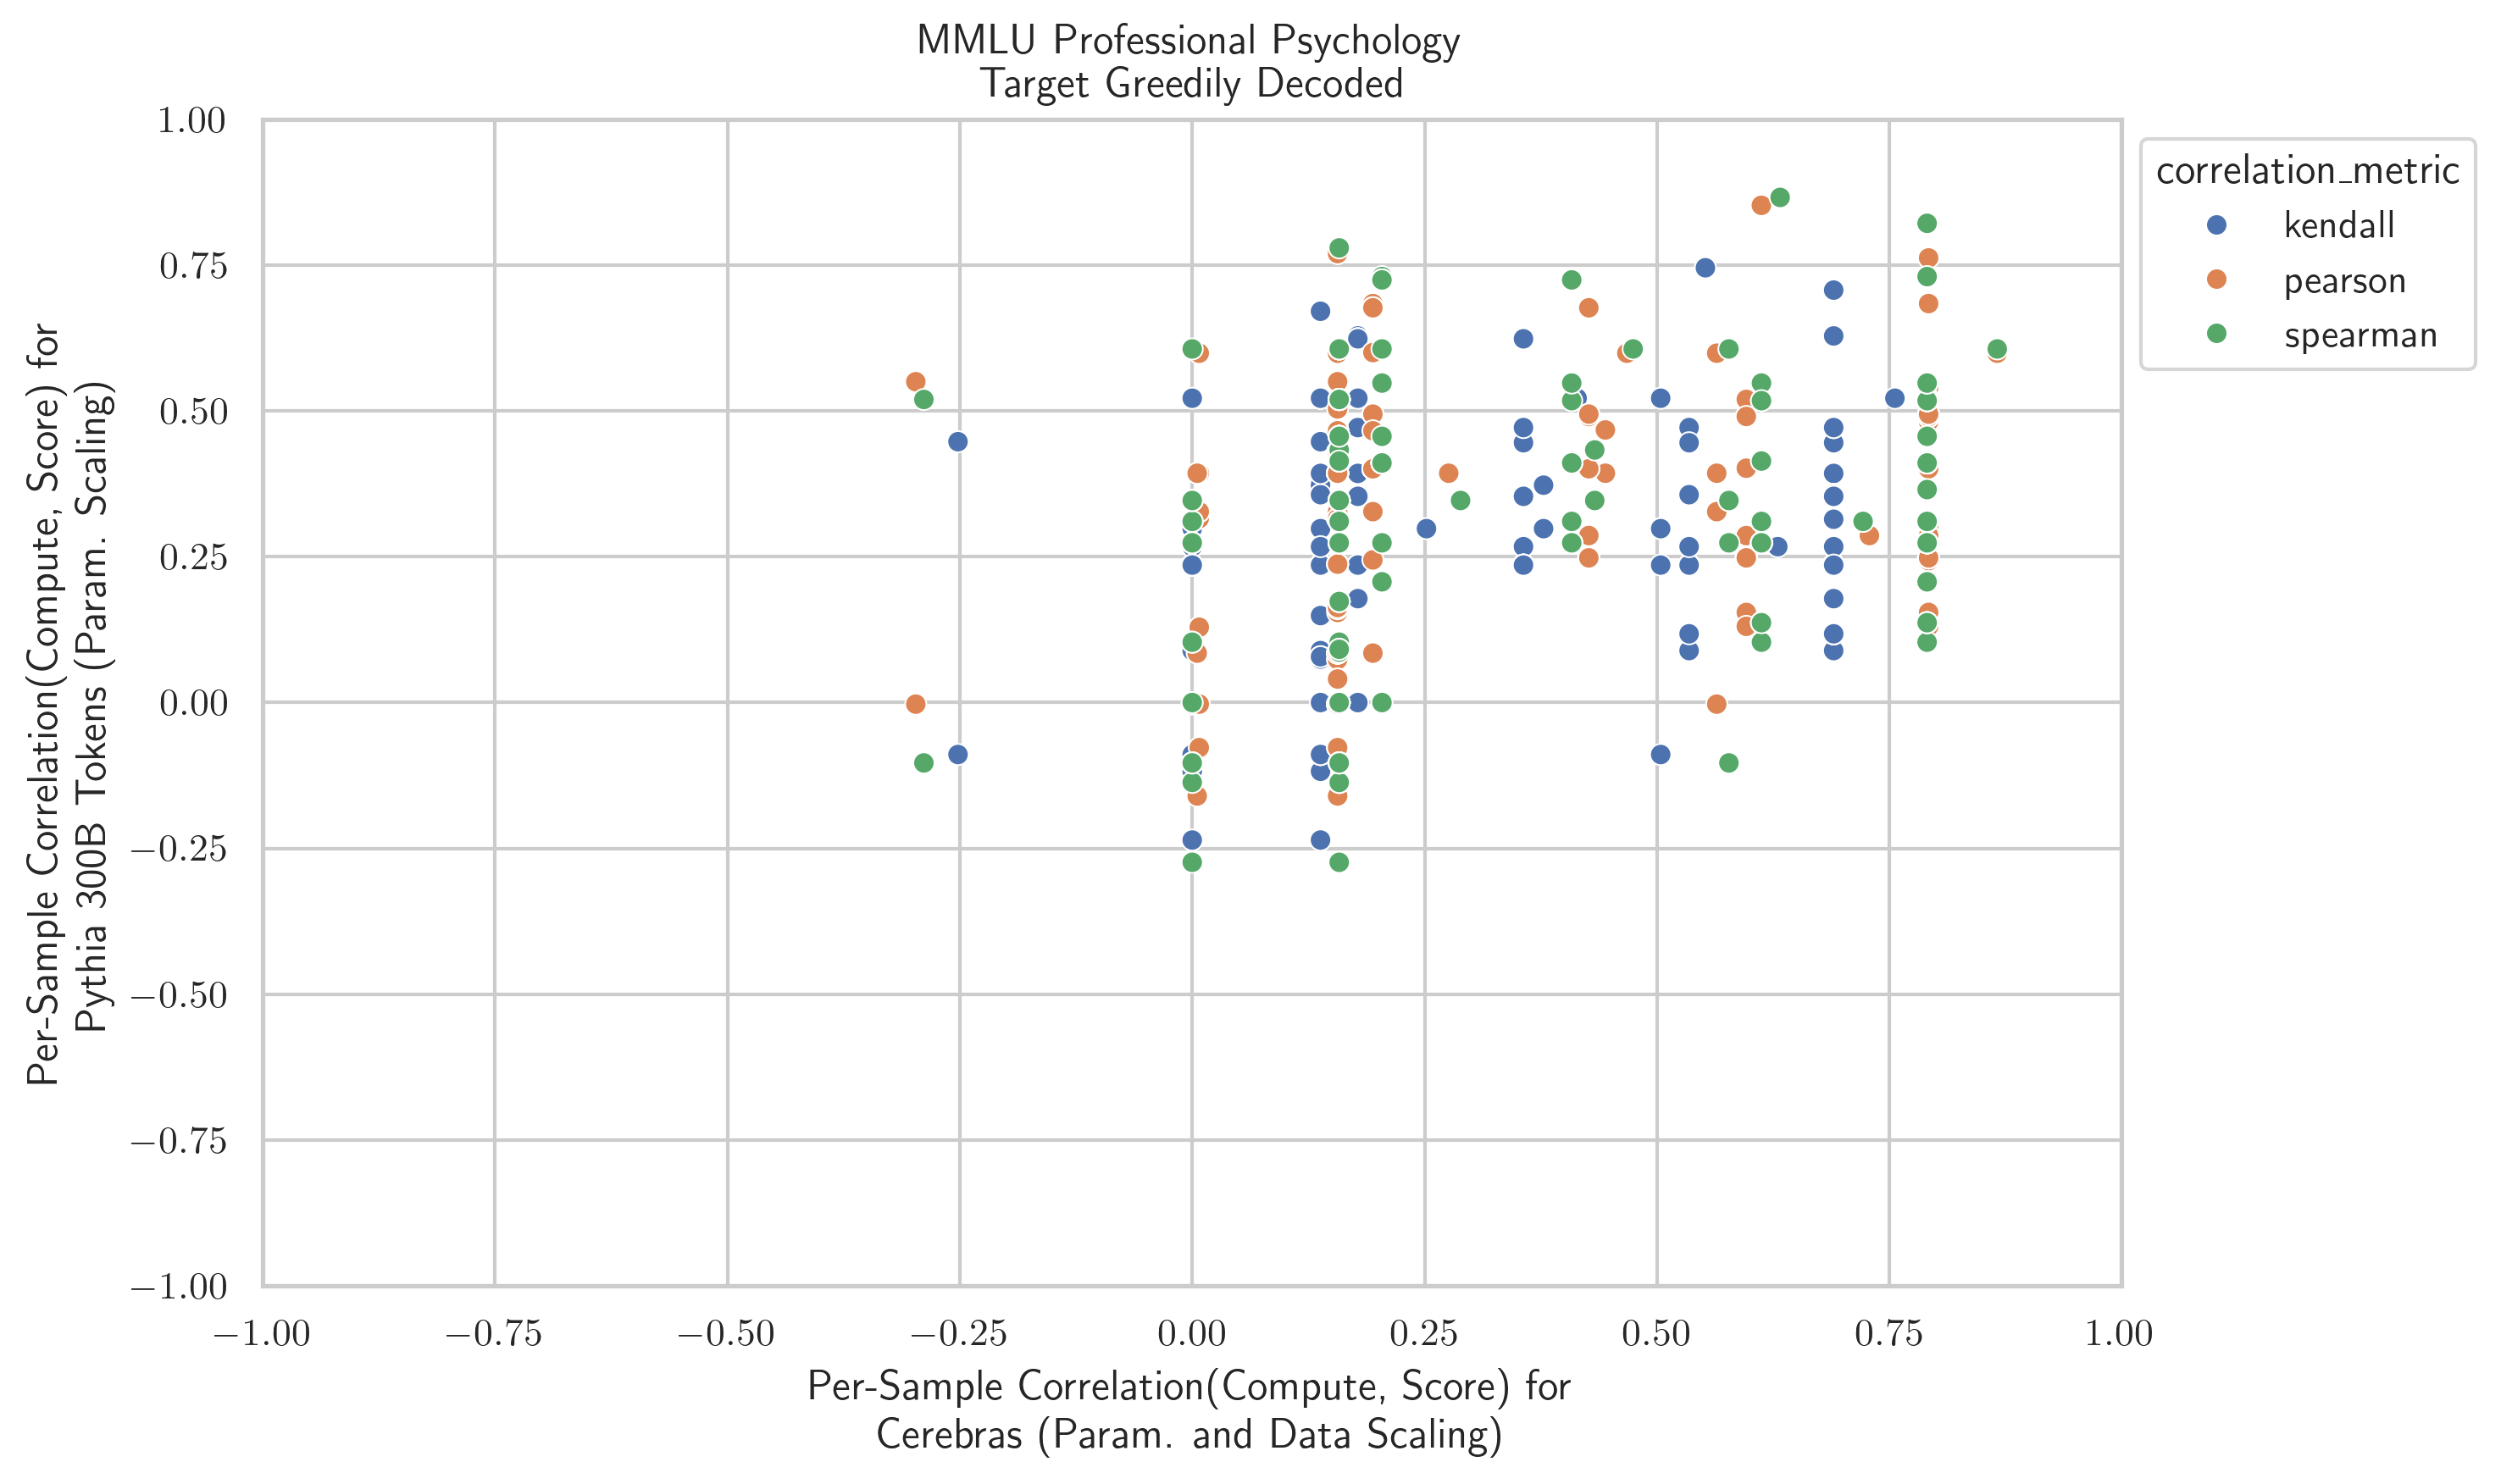 MMLU Professional Psychology
Target Greedily Decoded
Per-Sample Correlation(Compute, Score) for
Pythia 300B Tokens (Param. Scaling)
1.00
0.75
0.50
0.25
0.00
−0.25
−0.50
−0.75
−1.00
−1.00
−0.75
−0.50
−0.25
0.00
0.25
0.50
0.75
1.00
Per-Sample Correlation(Compute, Score) for
Cerebras (Param. and Data Scaling)
correlation_metric
kendall
pearson
spearman